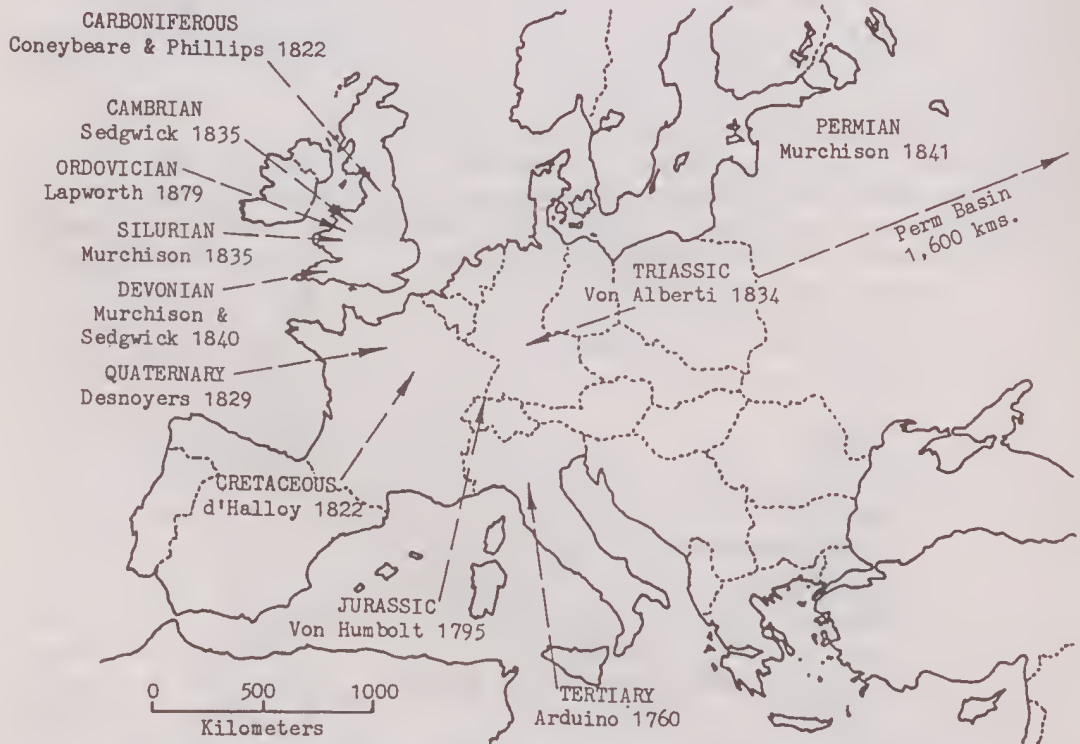 CARBONIFEROUS
Coneybeare & Phillips 1822
CAMBRIAN
Sedgwick 1835
ORDOVICIAN
Lapworth 1879
SILURIAN
Murchison 1835
DEVONIAN
Murchison &
Sedgwick 1840
QUATERNARY
Desnoyers 1829
CRETACEOUS
d'Halloy 1822
JURASSIC
Von Humbolt 1795
TERTIARY
Arduino 1760
TRIASSIC
Von Alberti 1834
PERMIAN
Murchison 1841
Perm Basin
1,600 kms.
0 500 1000
Kilometers